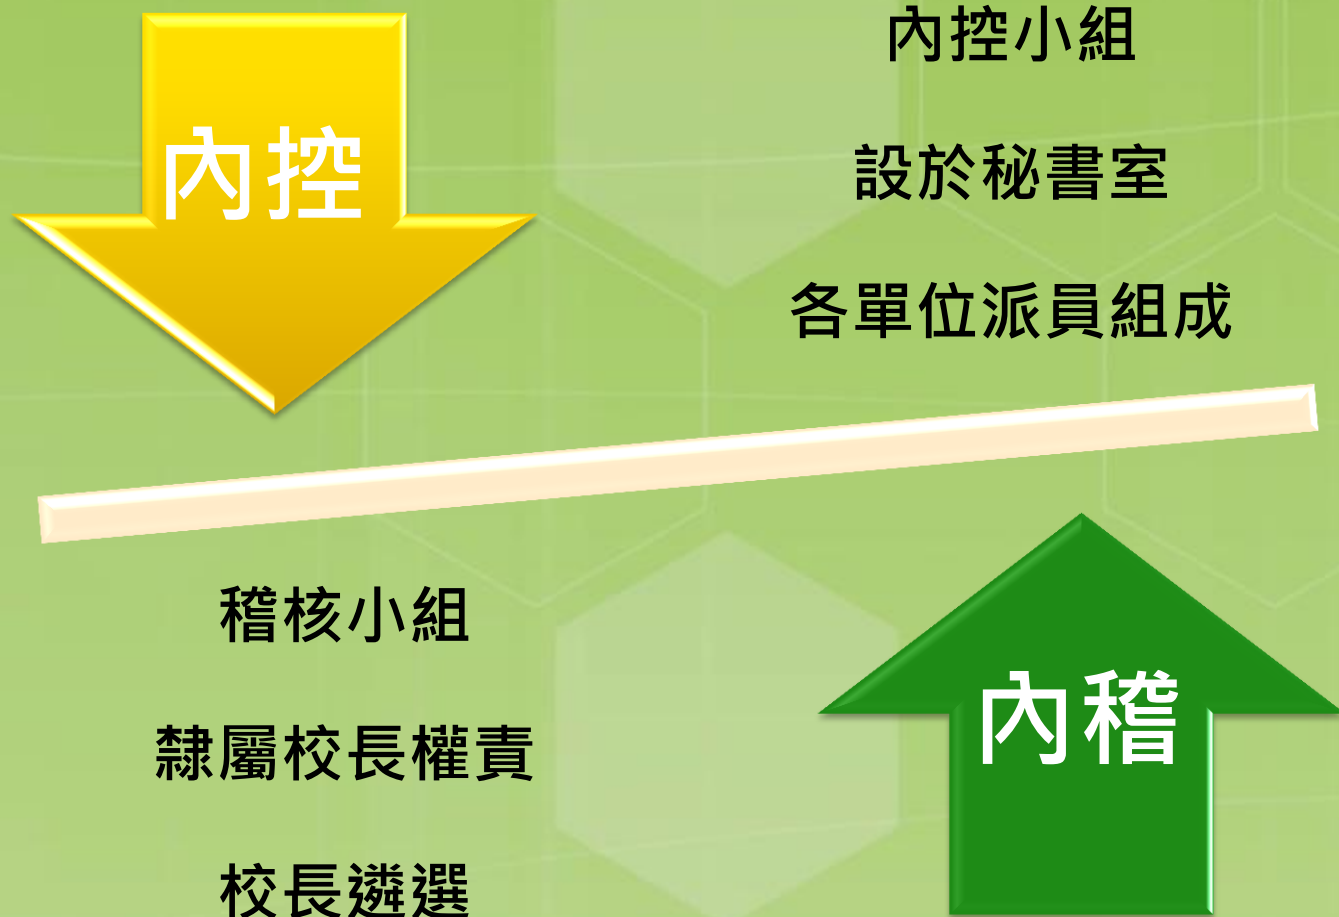 內控
內控小組
設於秘書室
各單位派員組成
稽核小組
隸屬校長權責
校長遴選
內稽